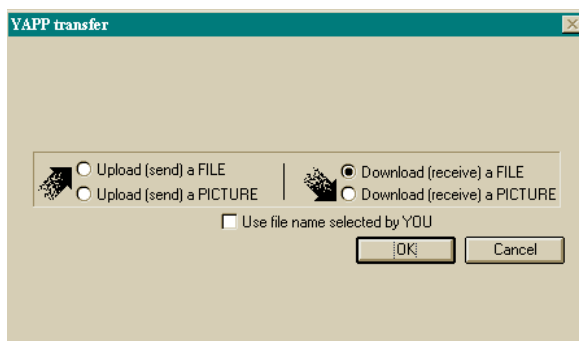 YAPP transfer
Upload (send) a FILE
Upload (send) a PICTURE
Download (receive) a FILE
Download (receive) a PICTURE
Use file name selected by YOU
OK
Cancel